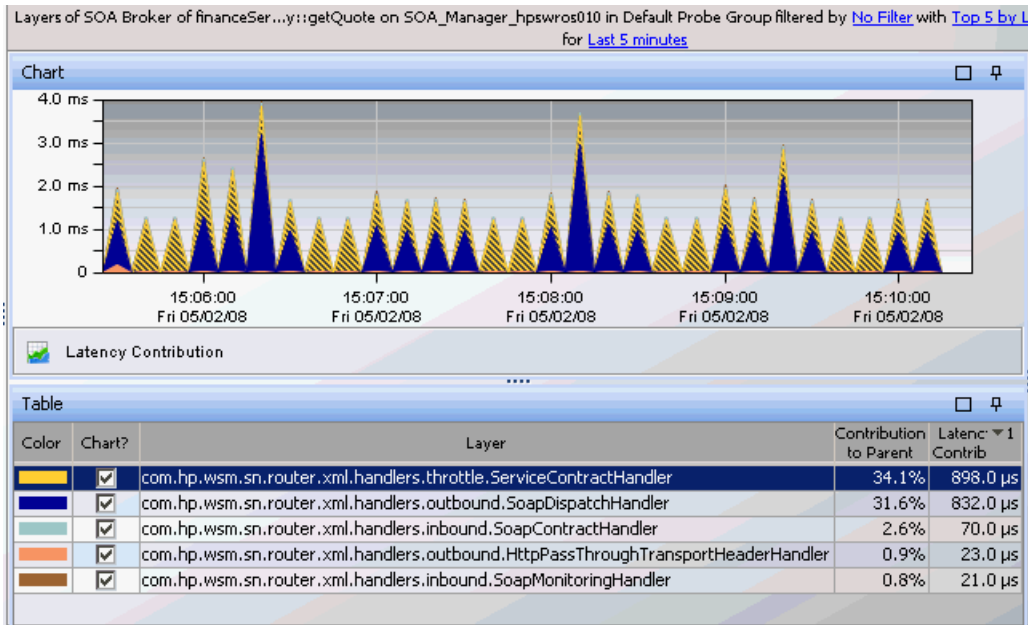 Layers of SOA Broker of financeSer...y::getQuote on SOA_Manager_hpswros010 in Default Probe Group filtered by No Filter with Top 5 by L
for Last 5 minutes
Chart
4.0 ms
3.0 ms
2.0 ms
1.0 ms
0
15:06:00 15:07:00 15:08:00 15:09:00 15:10:00
Fri 05/02/08 Fri 05/02/08 Fri 05/02/08 Fri 05/02/08 Fri 05/02/08
Latency Contribution
Table
Color Chart? Layer Contribution to Parent Latenc 1 Contrib
com.hp.wsm.sn.router.xml.handlers.throttle.ServiceContractHandler 34.1% 898.0 µs
com.hp.wsm.sn.router.xml.handlers.outbound.SoapDispatchHandler 31.6% 832.0 µs
com.hp.wsm.sn.router.xml.handlers.inbound.SoapContractHandler 2.6% 70.0 µs
com.hp.wsm.sn.router.xml.handlers.outbound.HttpPassThroughTransportHeaderHandler 0.9% 23.0 µs
com.hp.wsm.sn.router.xml.handlers.inbound.SoapMonitoringHandler 0.8% 21.0 µs